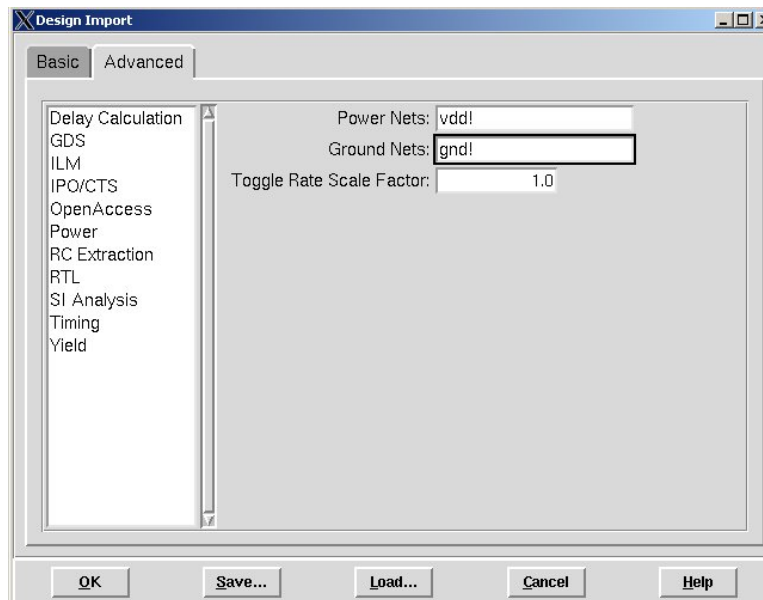 Design Import
Basic
Advanced
Delay Calculation
GDS
ILM
IPO/CTS
OpenAccess
Power
RC Extraction
RTL
SI Analysis
Timing
Yield
Power Nets: vdd!
Ground Nets: gnd!
Toggle Rate Scale Factor: 1.0
OK Save... Load... Cancel Help